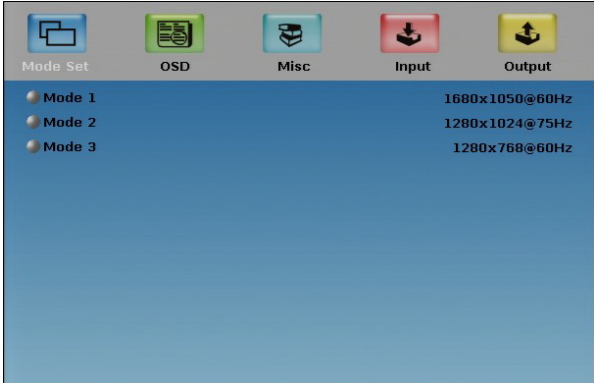 Mode Set OSD Misc Input Output
Mode 1 1680x1050@60Hz
Mode 2 1280x1024@75Hz
Mode 3 1280x768@60Hz